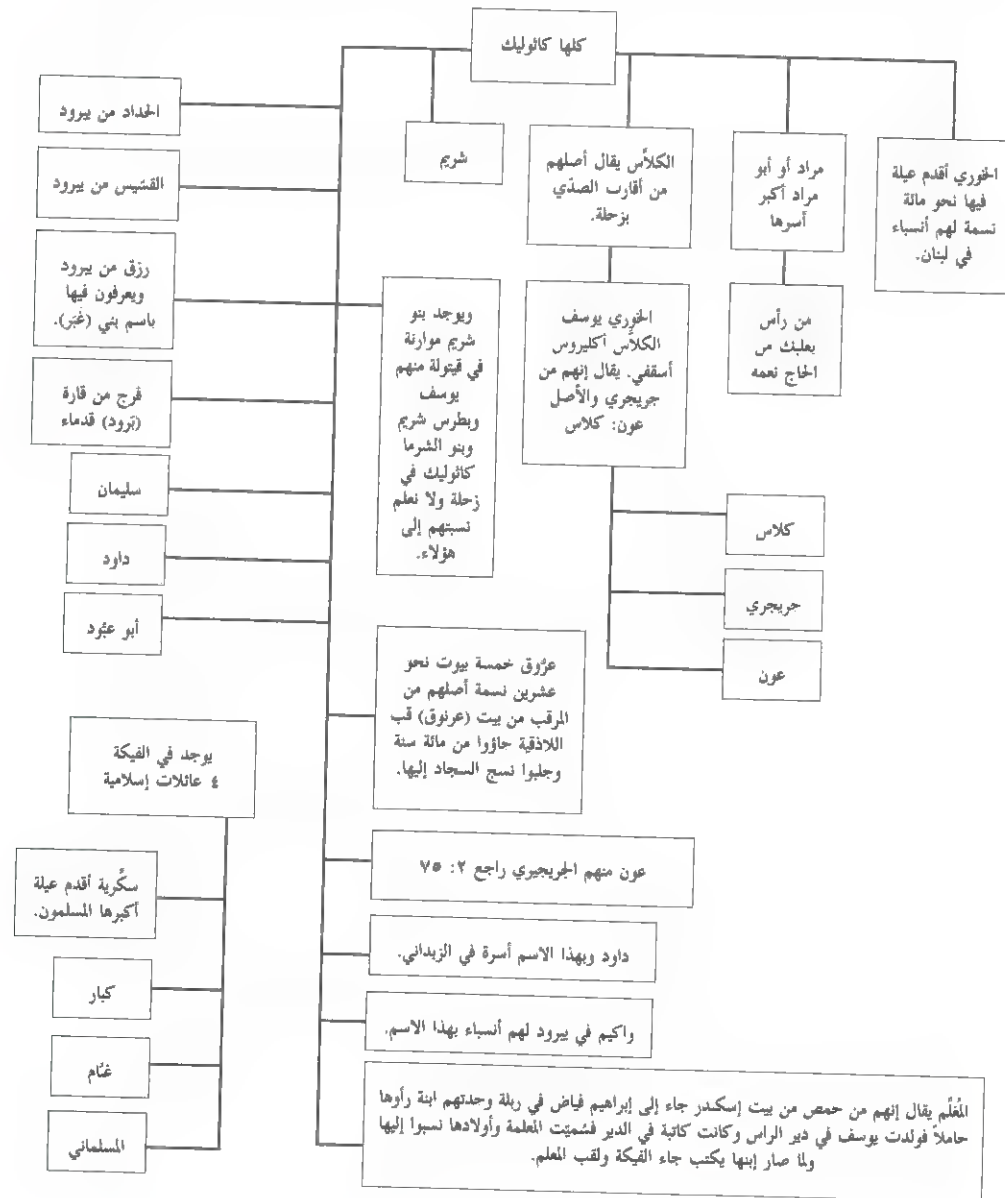 كلها كاثوليك
الخوري أقدم عيلة
فيها نحو مائة
نسمة لهم أنسباء
في لبنان.
مراد أو أبو
مراد أكبر
أسرها
من رأس
بعلبك من
الحاج نعمه
الكلاَّس يقال أصلهم
من أقارب الصدّي
بزحلة.
الخوري يوسف
الكلاَّس أكليروس
أسقفي. يقال إنهم من
جريجري والأصل
عون: كلاس
كلاس
جريجري
عون
شريم
ويوجد بنو
شريم موارنة
في قيتولة منهم
يوسف
وبطرس شريم
وبنو الشرما
كاثوليك في
زحلة ولا نعلم
نسبتهم إلى
هؤلاء.
الحداد من يبرود
القسّيس من يبرود
رزق من يبرود
ويعرفون فيها
باسم بني (غَبَر).
فرج من قارة
(يَبرود) قدماء
سليمان
داود
أبو عبّود
عرّوق خمسة بيوت نحو
عشرين نسمة أصلهم من
المرقب من بيت (عرنوق) قب
اللاذقية جاؤوا من مائة سنة
وجلبوا نسج السجاد إليها.
عون منهم الجريجيري راجع ٢: ٧٥
داود وبهذا الاسم أسرة في الزبداني.
واكيم في يبرود لهم أنسباء بهذا الاسم.
المُعَلَّم يقال إنهم من حمص من بيت إسكندر جاء إلى إبراهيم فياض في ربلة وجدتهم ابنة رأوها
حاملاً فولدت يوسف في دير الراس وكانت كاتبة في الدير فسُميّت المعلمة وأولادها نسبوا إليها
ولما صار إبنها يكتب جاء الفيكة ولقب المعلم.
يوجد في الفيكة
٤ عائلات إسلامية
سكَّرية أقدم عيلة
أكبرها المسلمون.
كبار
غنّام
المسلماني